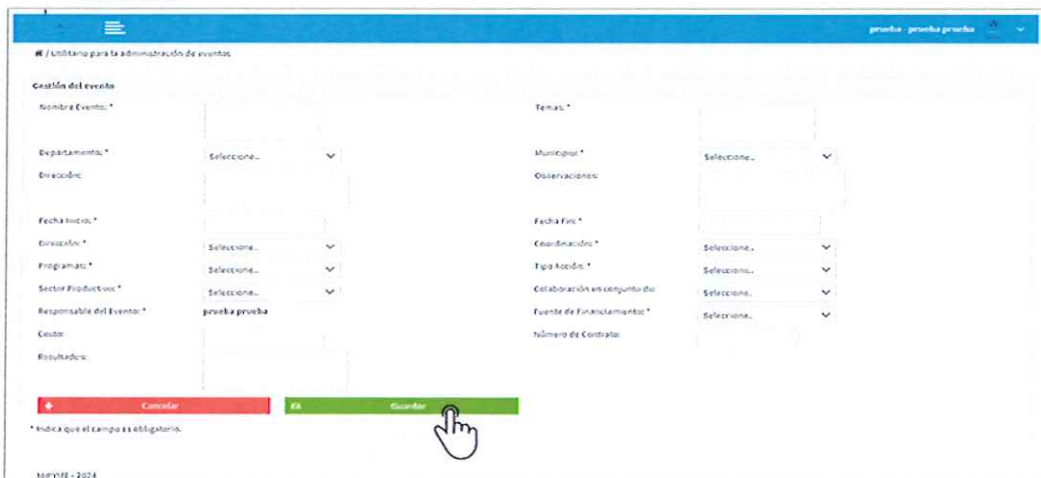 prueba - prueba prueba
/ Utilitario para la administración de eventos
Gestión del evento
Nombre Evento: * Temas: *
Departamento: * Seleccione.. Municipio: * Seleccione..
Dirección: Observaciones:
Fecha Inicio: * Fecha Fin: *
Dirección: * Seleccione.. Coordinación: * Seleccione..
Programas: * Seleccione.. Tipo Acción: * Seleccione..
Sector Productivo: * Seleccione.. Colaboración en conjunto de: Seleccione..
Responsable del Evento: * prueba prueba Fuente de Financiamiento: * Seleccione..
Costo: Número de Contrato:
Resultados:
Cancelar Guardar
* Indica que el campo es obligatorio.
MIPYME - 2024